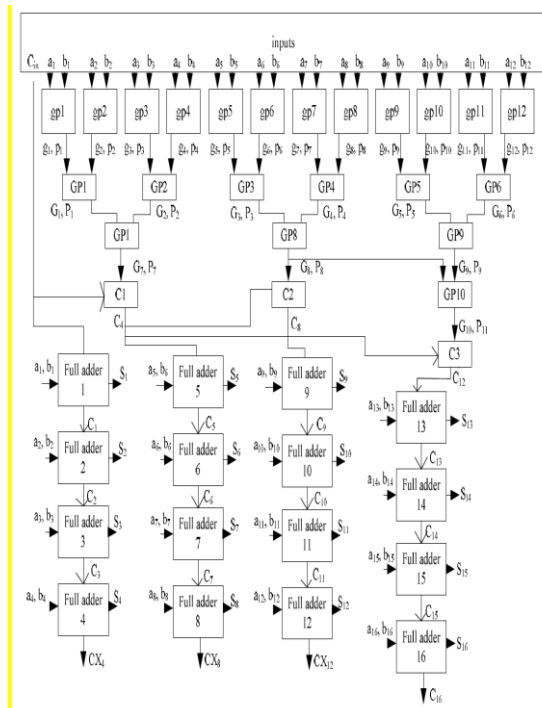 inputs
Cin a1 b1 a2 b2 a3 b3 a4 b4 a5 b5 a6 b6 a7 b7 a8 b8 a9 b9 a10 b10 a11 b11 a12 b12
gp1 gp2 gp3 gp4 gp5 gp6 gp7 gp8 gp9 gp10 gp11 gp12
g1, p1 g2, p2 g3, p3 g4, p4 g5, p5 g6, p6 g7, p7 g8, p8 g9, p9 g10, p10 g11, p11 g12, p12
GP1 GP2 GP3 GP4 GP5 GP6
G1, P1 G2, P2 G3, P3 G4, P4 G5, P5 G6, P6
GP1 GP8 GP9
G7, P7 G8, P8 G9, P9
C1 C2 GP10
C4 C8 G10, P11
C3
C12
a1, b1 Full adder 1 S1 a5, b6 Full adder 5 S5 a9, b9 Full adder 9 S9 a13, b13 Full adder 13 S13
C1 C5 C9 C13
a2, b2 Full adder 2 S2 a6, b6 Full adder 6 S6 a10, b10 Full adder 10 S10 a14, b14 Full adder 14 S14
C2 C6 C10 C14
a3, b3 Full adder 3 S3 a7, b7 Full adder 7 S7 a11, b11 Full adder 11 S11 a15, b15 Full adder 15 S15
C3 C7 C11 C15
a4, b4 Full adder 4 S4 a8, b8 Full adder 8 S8 a12, b12 Full adder 12 S12 a16, b16 Full adder 16 S16
CX4 CX8 CX12 C16